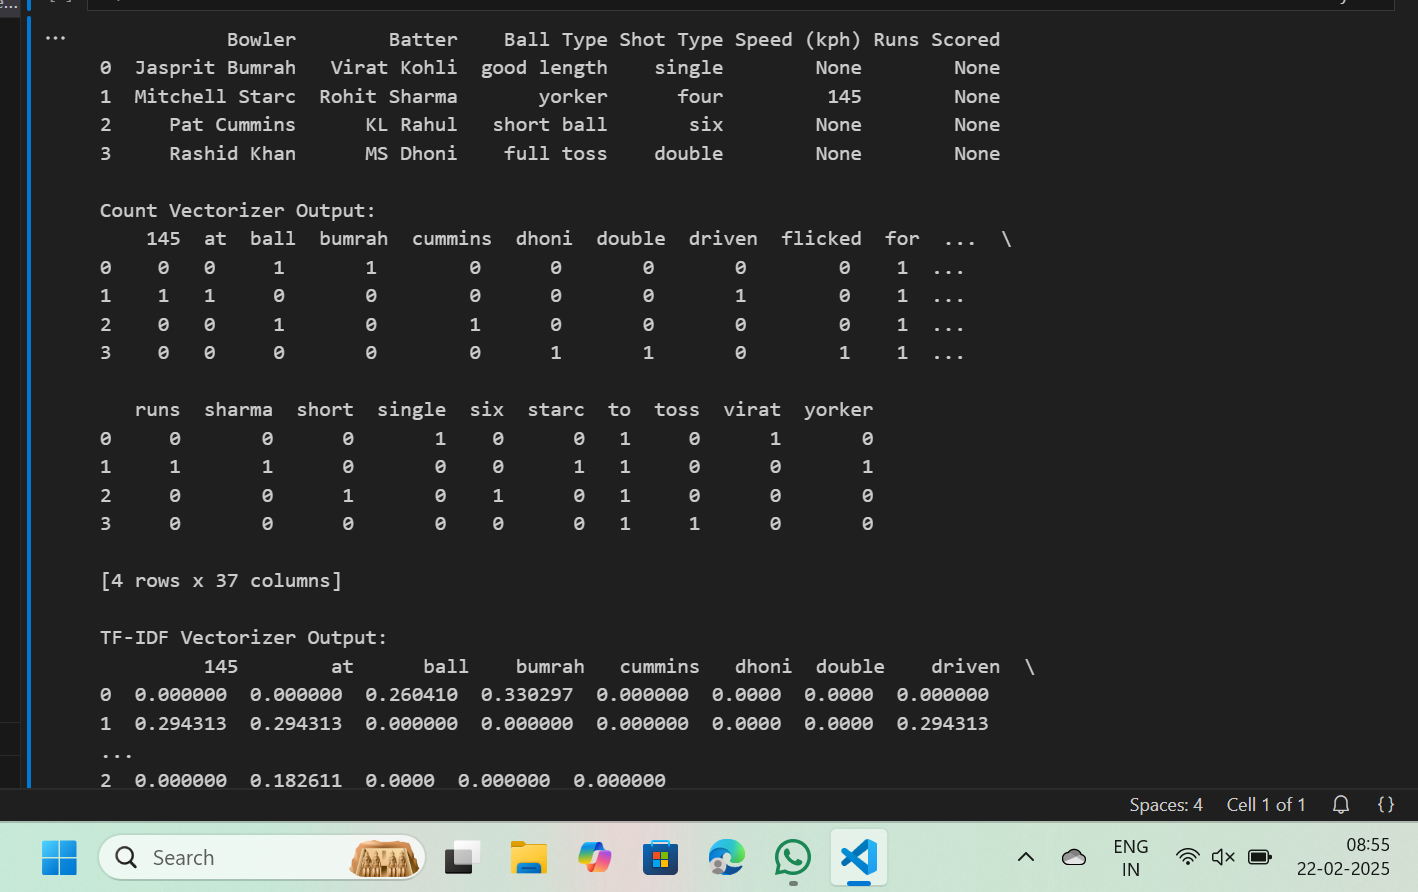 ...
Bowler Batter Ball Type Shot Type Speed (kph) Runs Scored
0 Jasprit Bumrah Virat Kohli good length single None None
1 Mitchell Starc Rohit Sharma yorker four 145 None
2 Pat Cummins KL Rahul short ball six None None
3 Rashid Khan MS Dhoni full toss double None None
Count Vectorizer Output:
145 at ball bumrah cummins dhoni double driven flicked for ... \
0 0 0 1 1 0 0 0 0 0 1 ...
1 1 1 0 0 0 0 0 1 0 1 ...
2 0 0 1 0 1 0 0 0 0 1 ...
3 0 0 0 0 0 1 1 0 1 1 ...
runs sharma short single six starc to toss virat yorker
0 0 0 0 1 0 0 1 0 1 0
1 1 1 0 0 0 1 1 0 0 1
2 0 0 1 0 1 0 1 0 0 0
3 0 0 0 0 0 0 1 1 0 0
[4 rows x 37 columns]
TF-IDF Vectorizer Output:
145 at ball bumrah cummins dhoni double driven \
0 0.000000 0.000000 0.260410 0.330297 0.000000 0.0000 0.0000 0.000000
1 0.294313 0.294313 0.000000 0.000000 0.000000 0.0000 0.0000 0.294313
...
2 0.000000 0.182611 0.0000 0.000000 0.000000
Spaces: 4 Cell 1 of 1 {}
Search
ENG
IN
08:55
22-02-2025